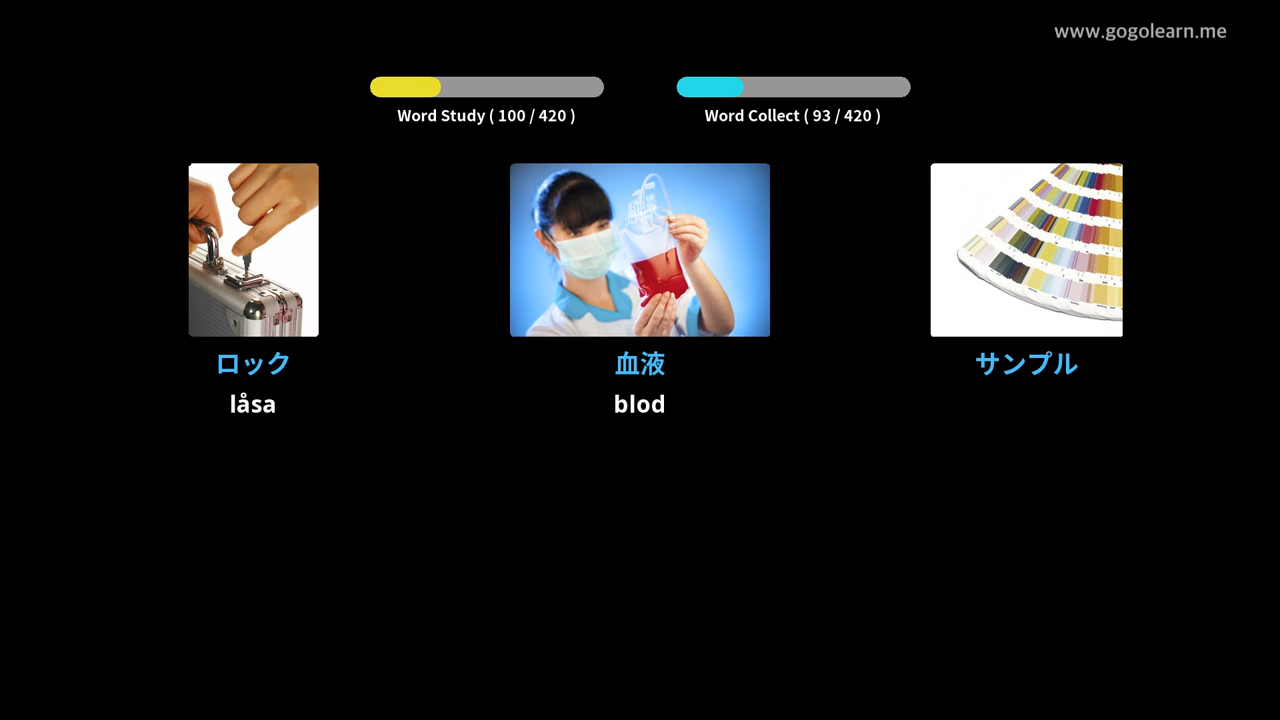 www.gogolearn.me
Word Study ( 100 / 420 )
Word Collect ( 93 / 420 )
ロック
låsa
血液
blod
サンプル